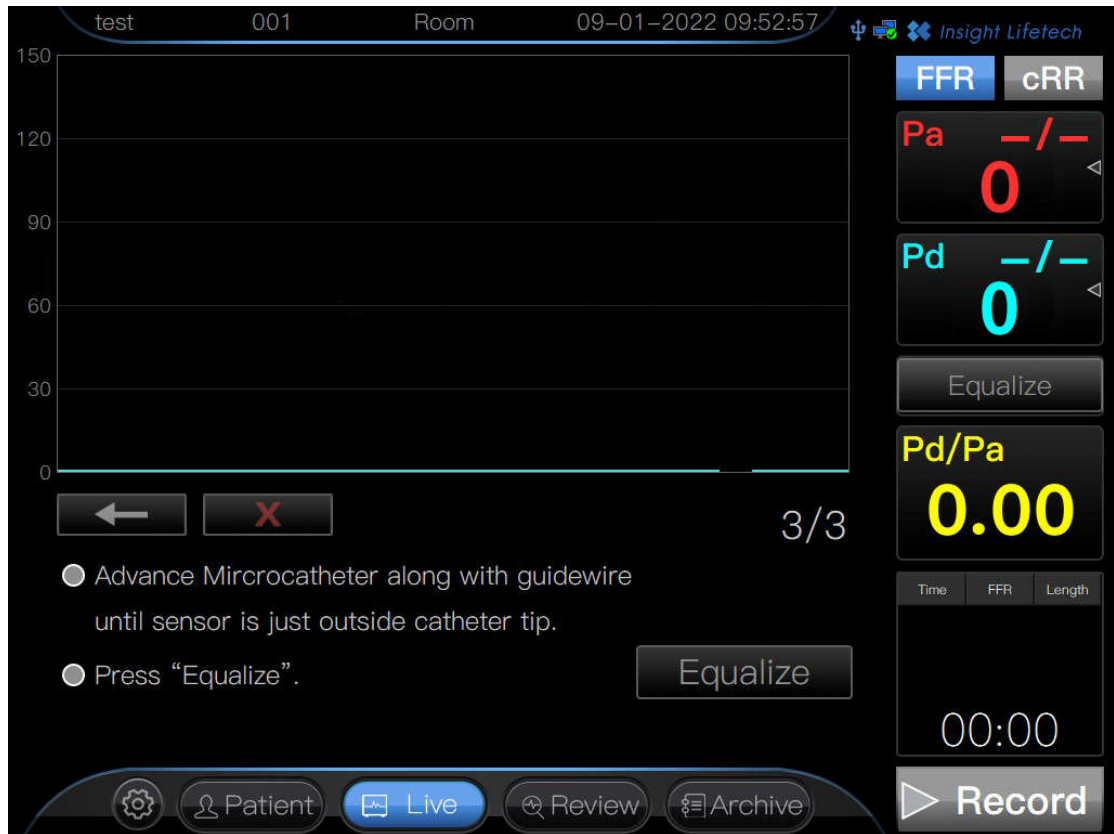 test 001 Room 09-01-2022 09:52:57 Insight Lifetech
FFR cRR
150
120
90
60
30
0
Pa -/-
0
Pd -/-
0
Equalize
Pd/Pa
0.00
X
3/3
Advance Mircrocatheter along with guidewire
until sensor is just outside catheter tip.
Press “Equalize”.
Equalize
Time FFR Length
00:00
Patient Live Review Archive
Record